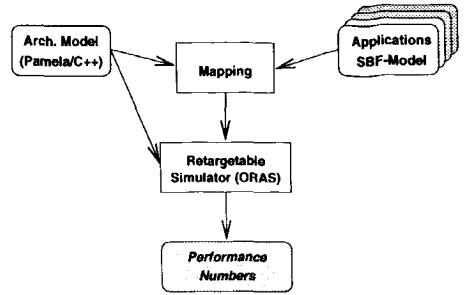 Arch. Model
(Pamela/C++)
Mapping
Applications
SBF-Model
Retargetable
Simulator (ORAS)
Performance
Numbers